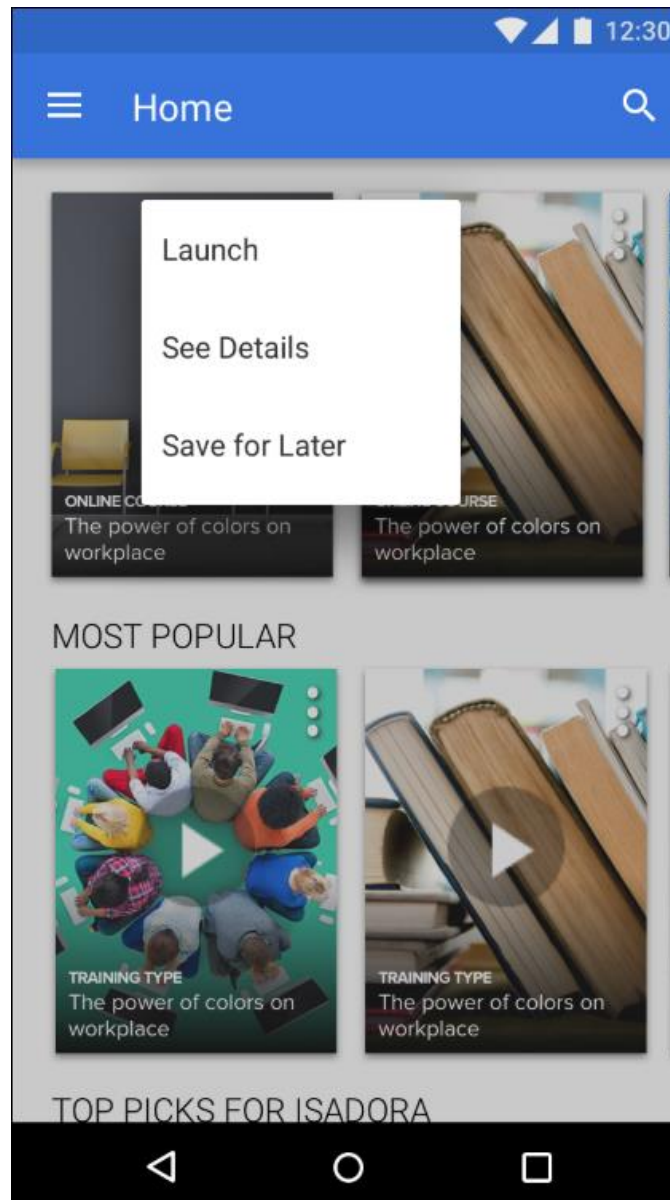 12:30
Home
Launch
See Details
Save for Later
ONLINE
The power of colors on
workplace
The power of colors on
workplace
MOST POPULAR
TRAINING TYPE
The power of colors on
workplace
TRAINING TYPE
The power of colors on
workplace
TOP PICKS FOR ISADORA